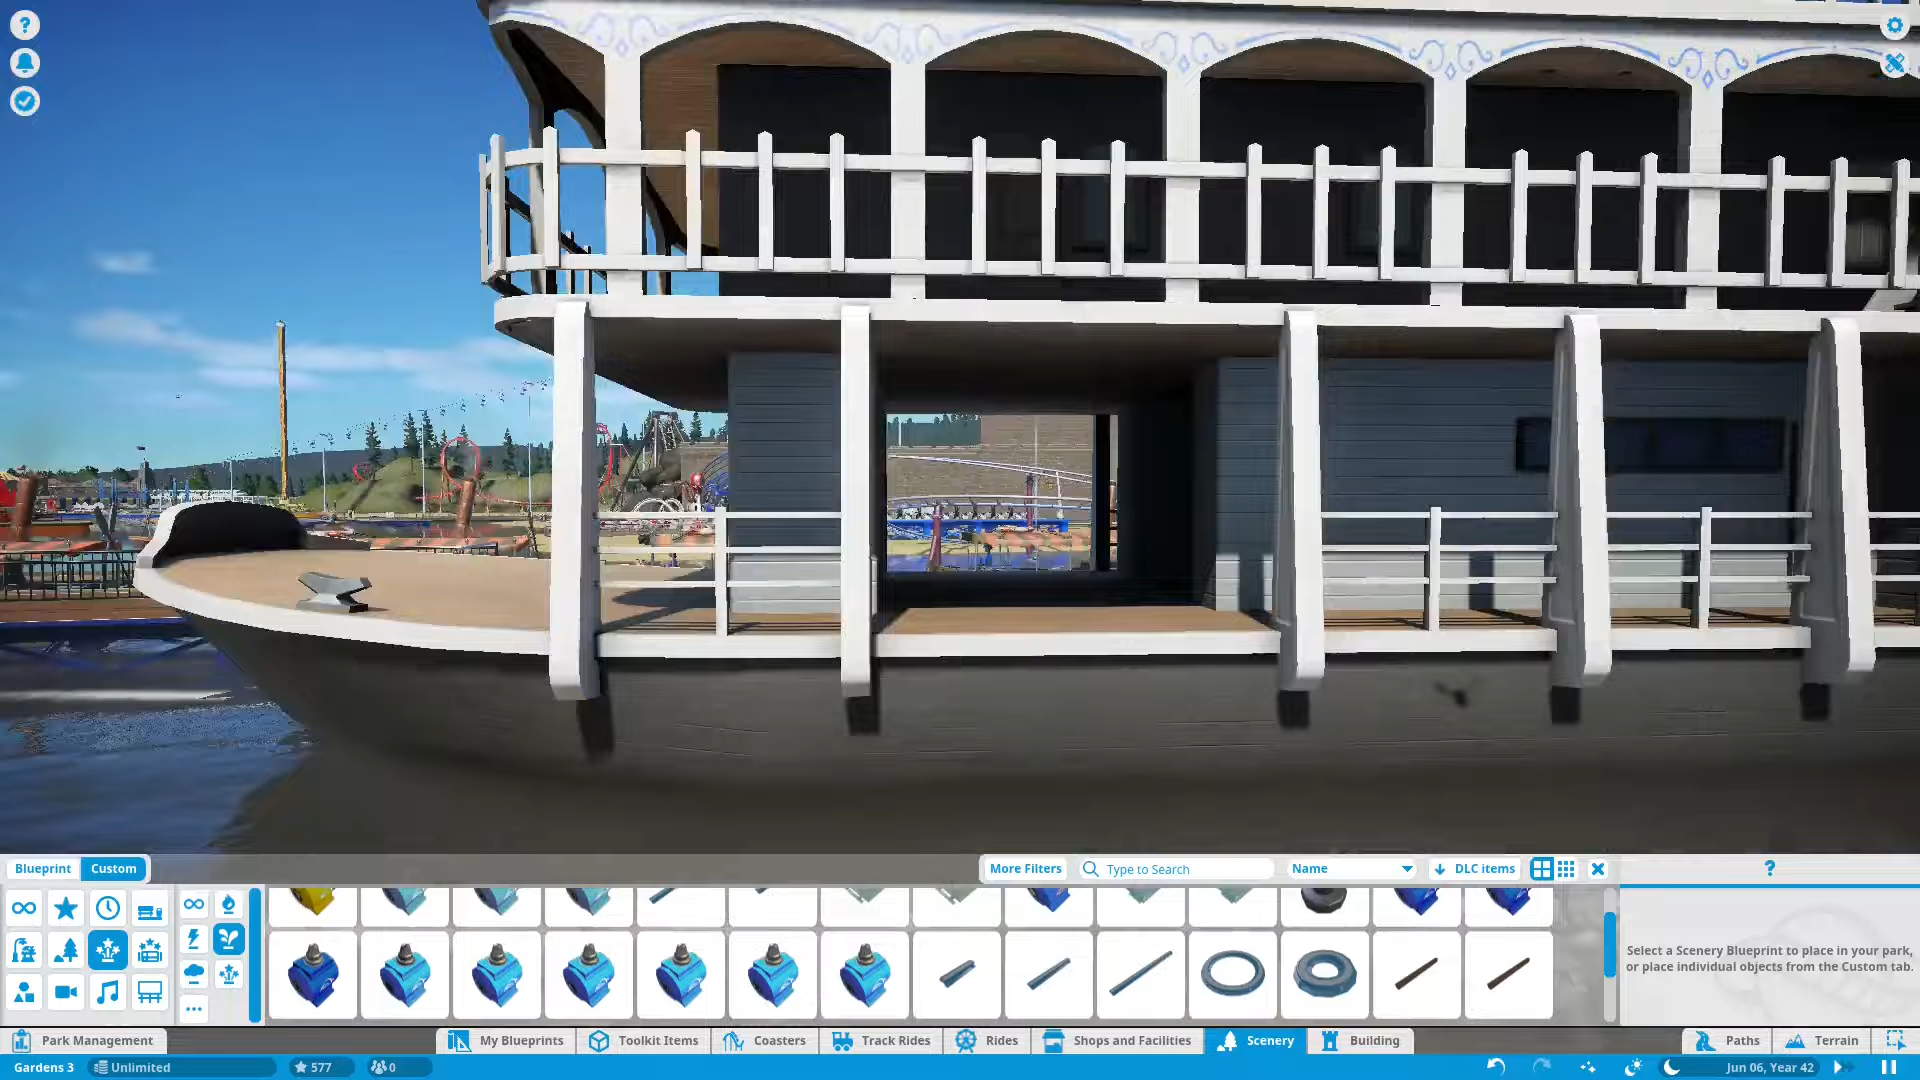 Blueprint Custom
More Filters Type to Search Name DLC items
?
Select a Scenery Blueprint to place in your park,
or place individual objects from the Custom tab.
Park Management My Blueprints Toolkit Items Coasters Track Rides Rides Shops and Facilities Scenery Building Paths Terrain
Gardens 3 Unlimited 577 0 Jun 06, Year 42